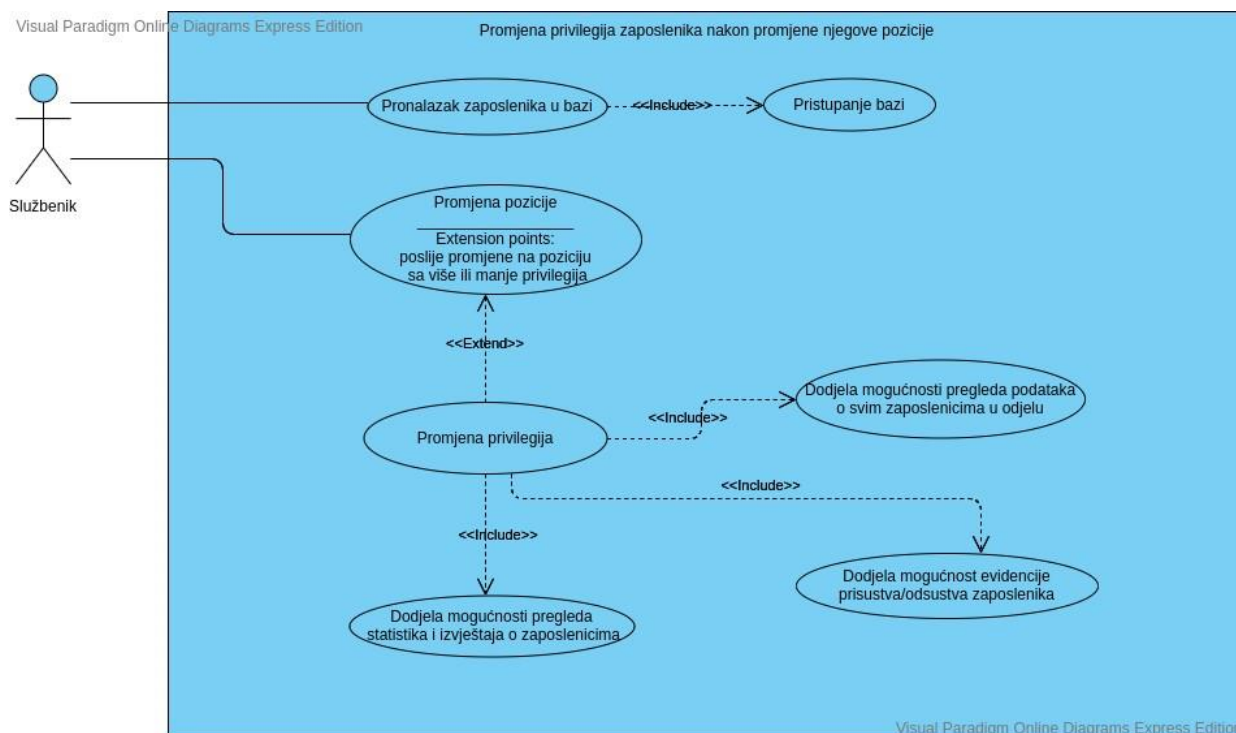 Visual Paradigm Online Diagrams Express Edition
Promjena privilegija zaposlenika nakon promjene njegove pozicije
Pronalazak zaposlenika u bazi
<<Include>>
Pristupanje bazi
Službenik
Promjena pozicije
Extension points:
poslije promjene na poziciju
sa više ili manje privilegija
<<Extend>>
Dodjela mogućnosti pregleda podataka
o svim zaposlenicima u odjelu
<<Include>>
Promjena privilegija
<<Include>>
<<Include>>
Dodjela mogućnost evidencije
prisustva/odsustva zaposlenika
Dodjela mogućnosti pregleda
statistika i izvještaja o zaposlenicima
Visual Paradigm Online Diagrams Express Edition